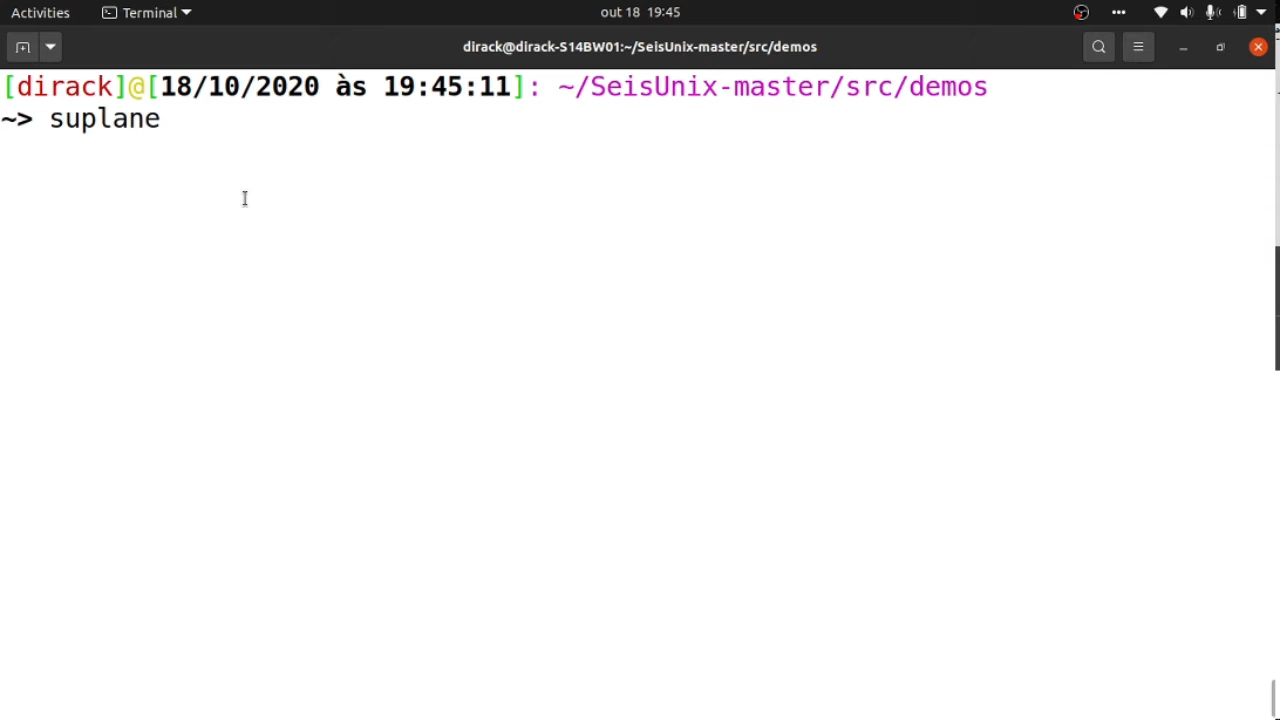 Activities Terminal out 18 19:45
dirack@dirack-S14BW01:~/SeisUnix-master/src/demos
[dirack]@[18/10/2020 às 19:45:11]: ~/SeisUnix-master/src/demos
~> suplane